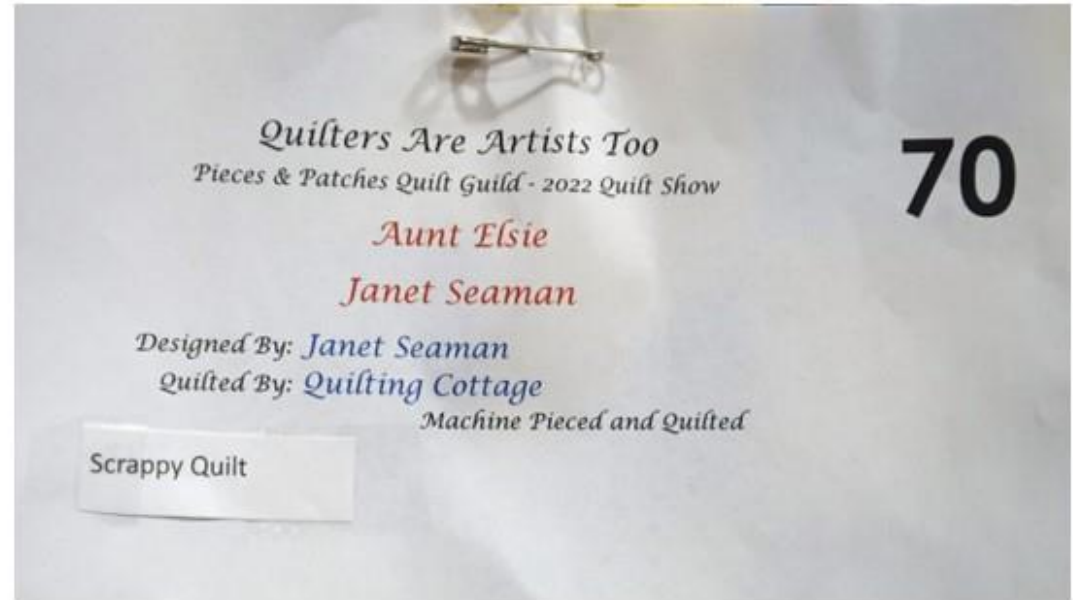 Quilters Are Artists Too
70
Pieces & Patches Quilt Guild - 2022 Quilt Show
Aunt Elsie
Janet Seaman
Designed By: Janet Seaman
Quilted By: Quilting Cottage
Machine Pieced and Quilted
Scrappy Quilt